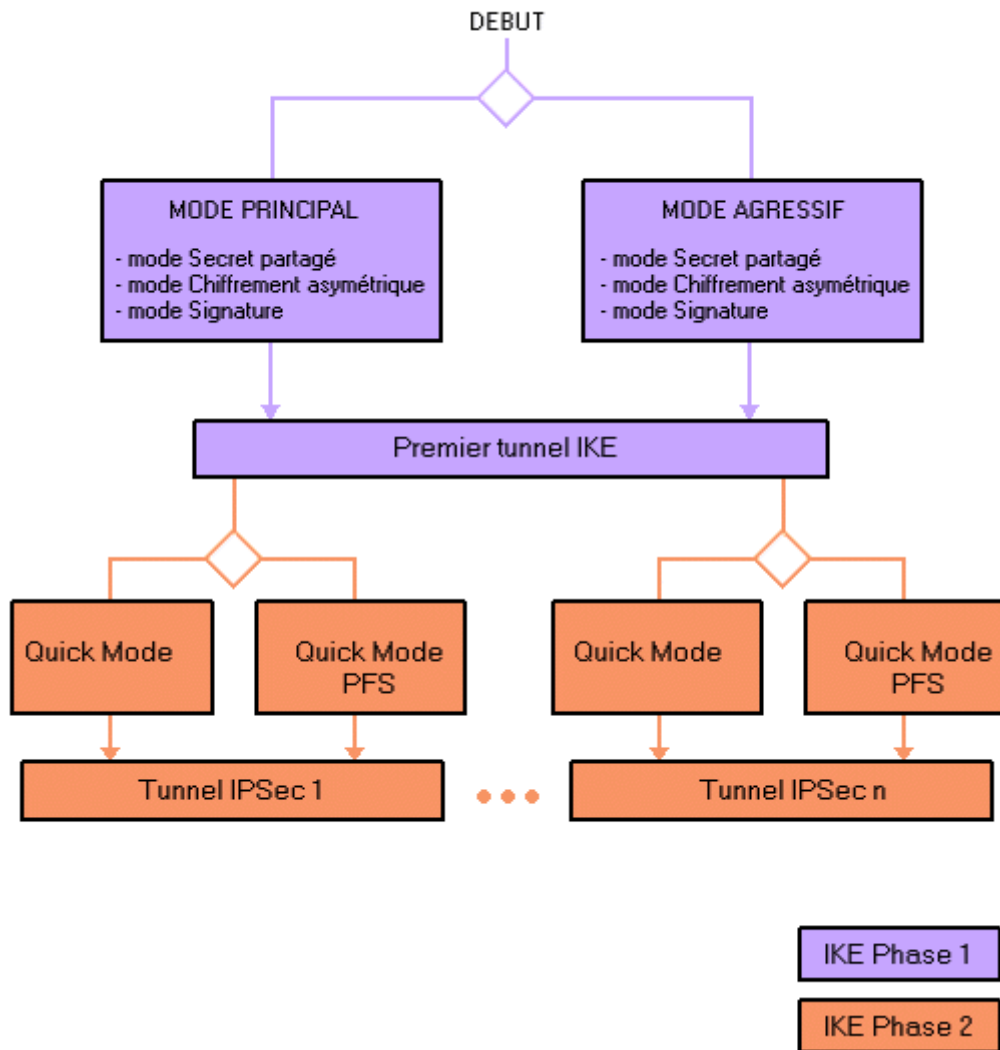 DEBUT
MODE PRINCIPAL
- mode Secret partagé
- mode Chiffrement asymétrique
- mode Signature
MODE AGRESSIF
- mode Secret partagé
- mode Chiffrement asymétrique
- mode Signature
Premier tunnel IKE
Quick Mode
Quick Mode
PFS
Quick Mode
Quick Mode
PFS
Tunnel IPSec 1
Tunnel IPSec n
IKE Phase 1
IKE Phase 2